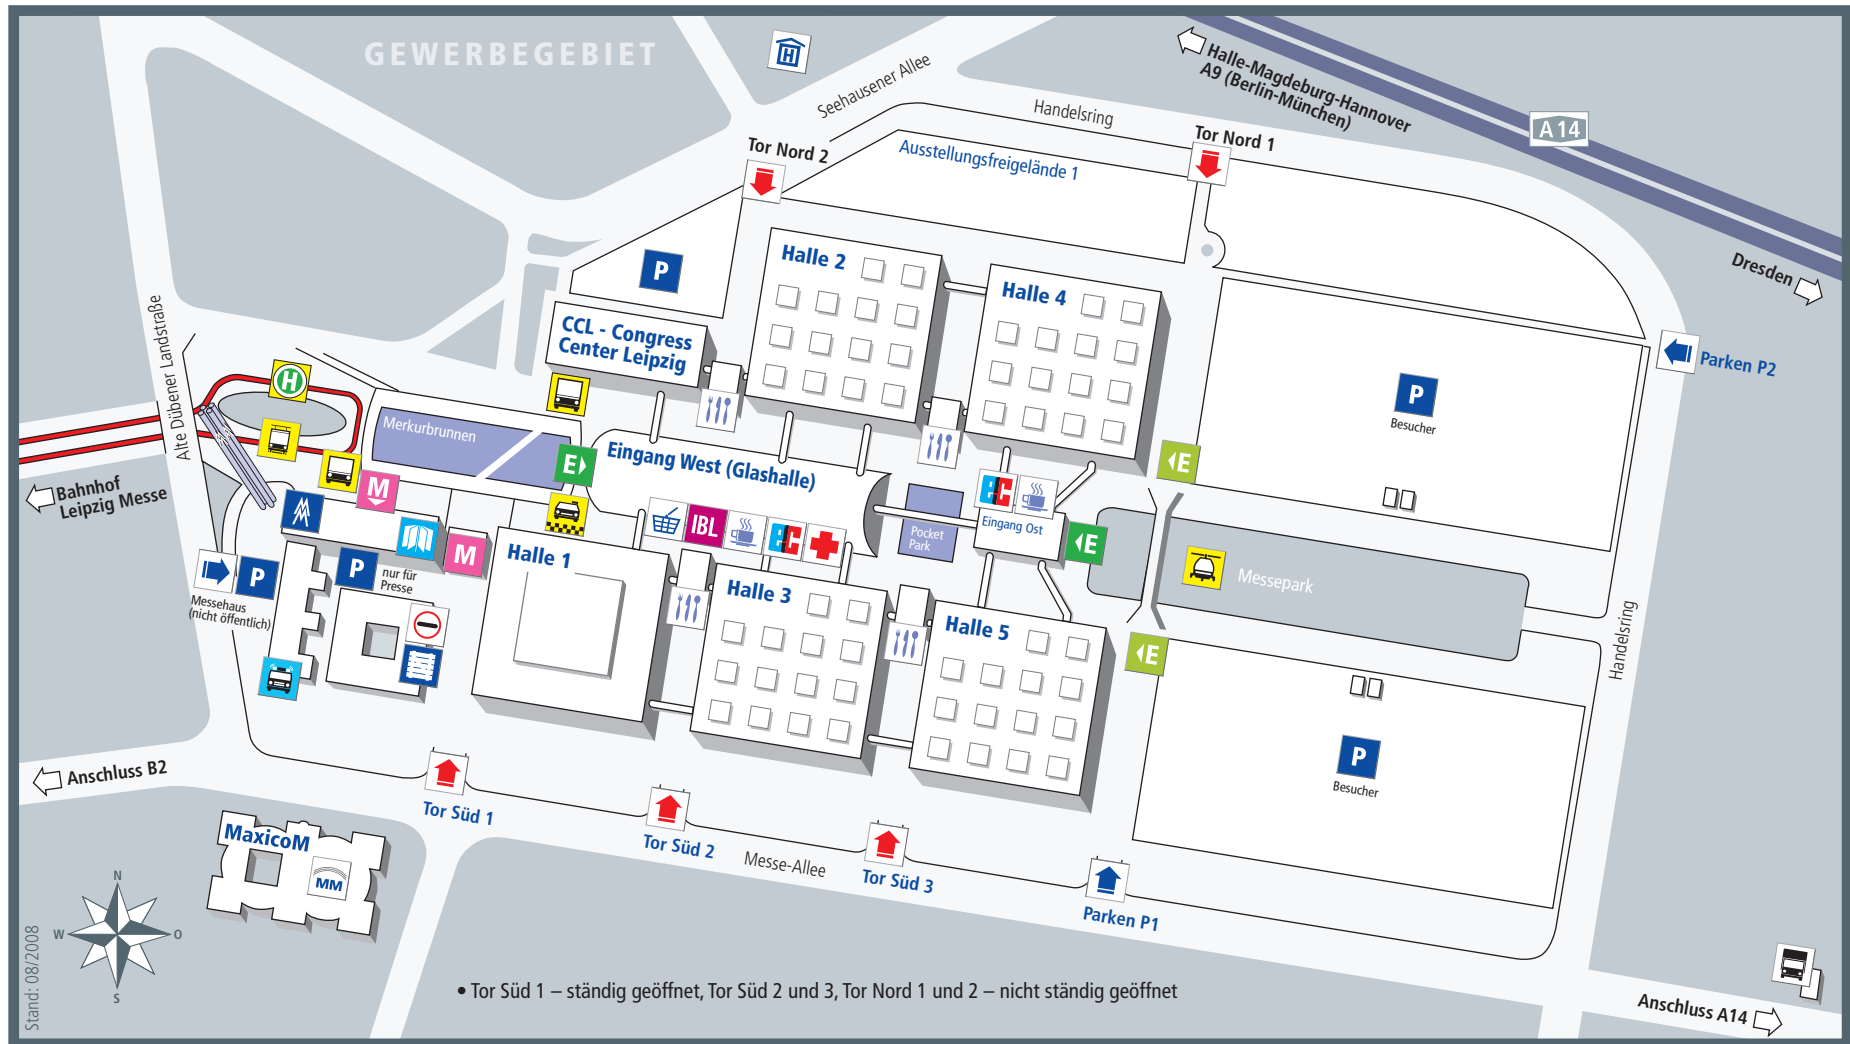 GEWERBEGEBIET
H
Seehausener Allee
Handelsring
Halle-Magdeburg-Hannover
A9 (Berlin-München)
A 14
Dresden
Tor Nord 2
Tor Nord 1
Ausstellungsfreigelände 1
P
Halle 2
Halle 4
CCL - Congress
Center Leipzig
Parken P2
P
Besucher
Alte Dübener Landstraße
H
Merkurbrunnen
E
Eingang West (Glashalle)
E
Bahnhof
Leipzig Messe
M
M
IBL
EC
EC
Eingang Ost
Pocket
Park
E
Messepark
Halle 1
P
nur für
Presse
P
Messehaus
(nicht öffentlich)
Halle 3
Halle 5
E
Handelsring
P
Besucher
Anschluss B2
Tor Süd 1
Tor Süd 2
Messe-Allee
Tor Süd 3
Parken P1
MaxicoM
MM
N
W
O
S
Stand: 08/2008
• Tor Süd 1 – ständig geöffnet, Tor Süd 2 und 3, Tor Nord 1 und 2 – nicht ständig geöffnet
Anschluss A14